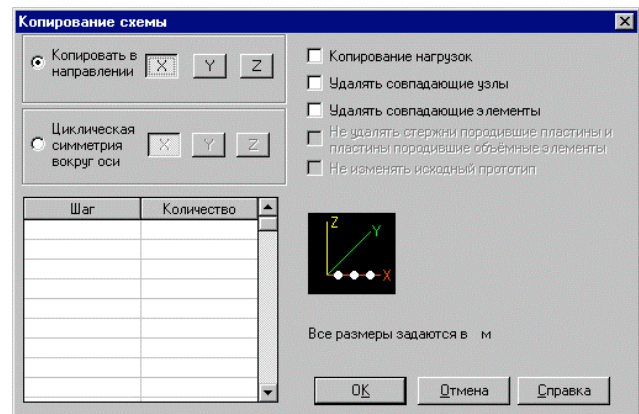 Копирование схемы
Копировать в
направлении
X Y Z
Циклическая
симметрия
вокруг оси
X Y Z
Шаг Количество
Копирование нагрузок
Удалять совпадающие узлы
Удалять совпадающие элементы
Не удалять стержни породившие пластины и
пластины породившие объёмные элементы
Не изменять исходный прототип
Z
Y
X
Все размеры задаются в м
OK Отмена Справка